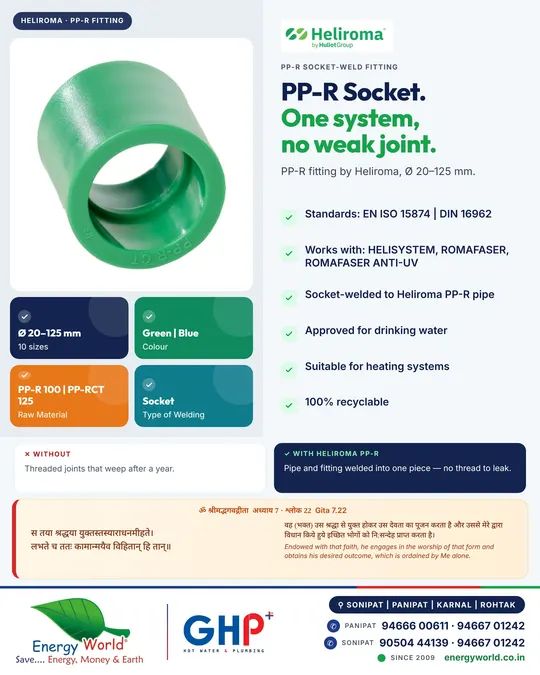 HELIROMA · PP-R FITTING
Heliroma®
by HuliotGroup
PP-R SOCKET-WELD FITTING
PP-R Socket.
One system,
no weak joint.
PP-R fitting by Heliroma, Ø 20–125 mm.
Standards: EN ISO 15874 | DIN 16962
Works with: HELISYSTEM, ROMAFASER,
ROMAFASER ANTI-UV
Socket-welded to Heliroma PP-R pipe
Approved for drinking water
Suitable for heating systems
100% recyclable
PP-R CT
Ø 20–125 mm
10 sizes
Green | Blue
Colour
PP-R 100 | PP-RCT
125
Raw Material
Socket
Type of Welding
✕ WITHOUT
Threaded joints that weep after a year.
✓ WITH HELIROMA PP-R
Pipe and fitting welded into one piece — no thread to leak.
ॐ श्रीमद्भगवद्गीता अध्याय 7 · श्लोक 22 Gita 7.22
स तया श्रद्धया युक्तस्तस्याराधनमीहते।
लभते च ततः कामान्मयैव विहितान् हि तान्॥
वह (भक्त) उस श्रद्धा से युक्त होकर उस देवता का पूजन करता है और उससे मेरे द्वारा
विधान किये हुये इच्छित भोगों को नि:सन्देह प्राप्त करता है।
Endowed with that faith, he engages in the worship of that form and
obtains his desired outcome, which is ordained by Me alone.
Energy World®
Save.... Energy, Money & Earth
GHP+
HOT WATER & PLUMBING
SONIPAT | PANIPAT | KARNAL | ROHTAK
PANIPAT 94666 00611 · 94667 01242
SONIPAT 90504 44139 · 94667 01242
SINCE 2009 energyworld.co.in